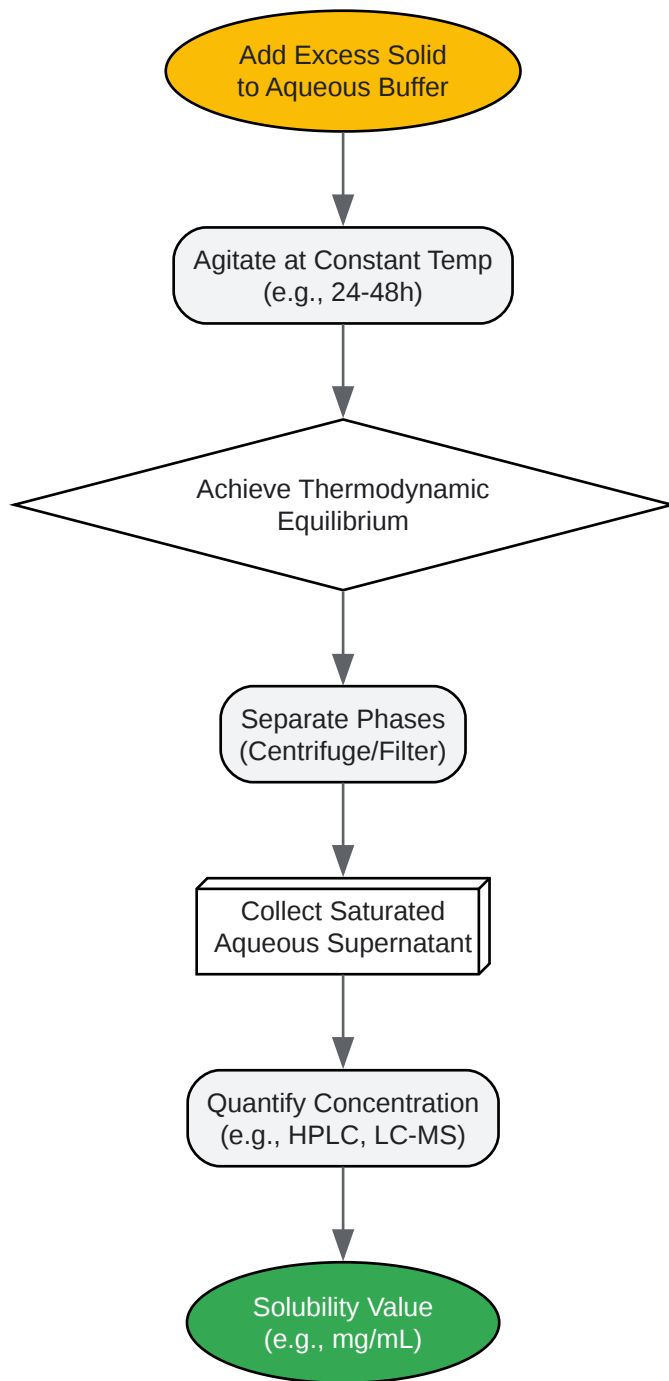 Add Excess Solid
to Aqueous Buffer
Agitate at Constant Temp
(e.g., 24-48h)
Achieve Thermodynamic
Equilibrium
Separate Phases
(Centrifuge/Filter)
Collect Saturated
Aqueous Supernatant
Quantify Concentration
(e.g., HPLC, LC-MS)
Solubility Value
(e.g., mg/mL)